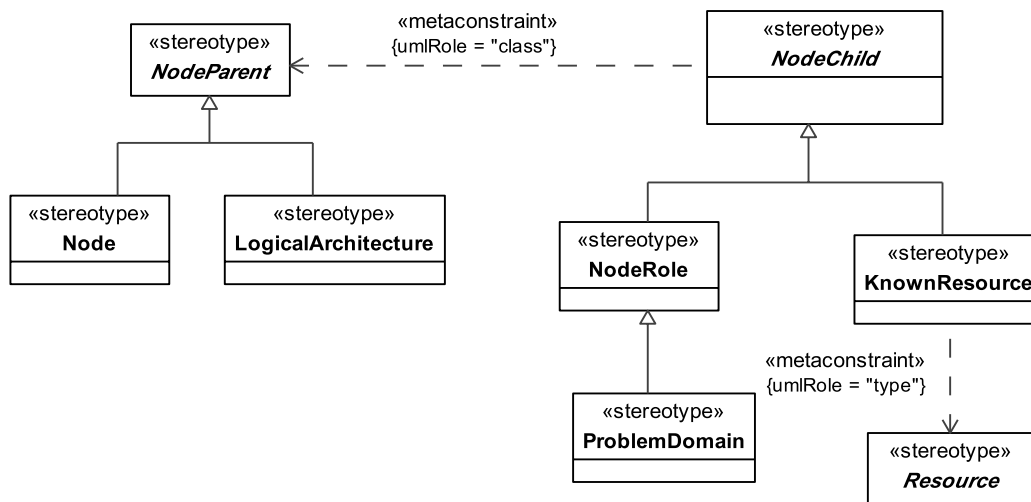 «metaconstraint»
{umlRole = "class"}
«stereotype»
NodeParent
«stereotype»
NodeChild
«stereotype»
Node
«stereotype»
LogicalArchitecture
«stereotype»
NodeRole
«stereotype»
KnownResource
«metaconstraint»
{umlRole = "type"}
«stereotype»
ProblemDomain
«stereotype»
Resource